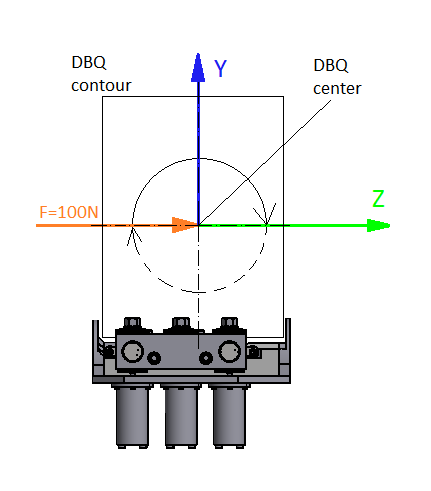 DBQ
contour
Y
DBQ
center
Z
F=100N